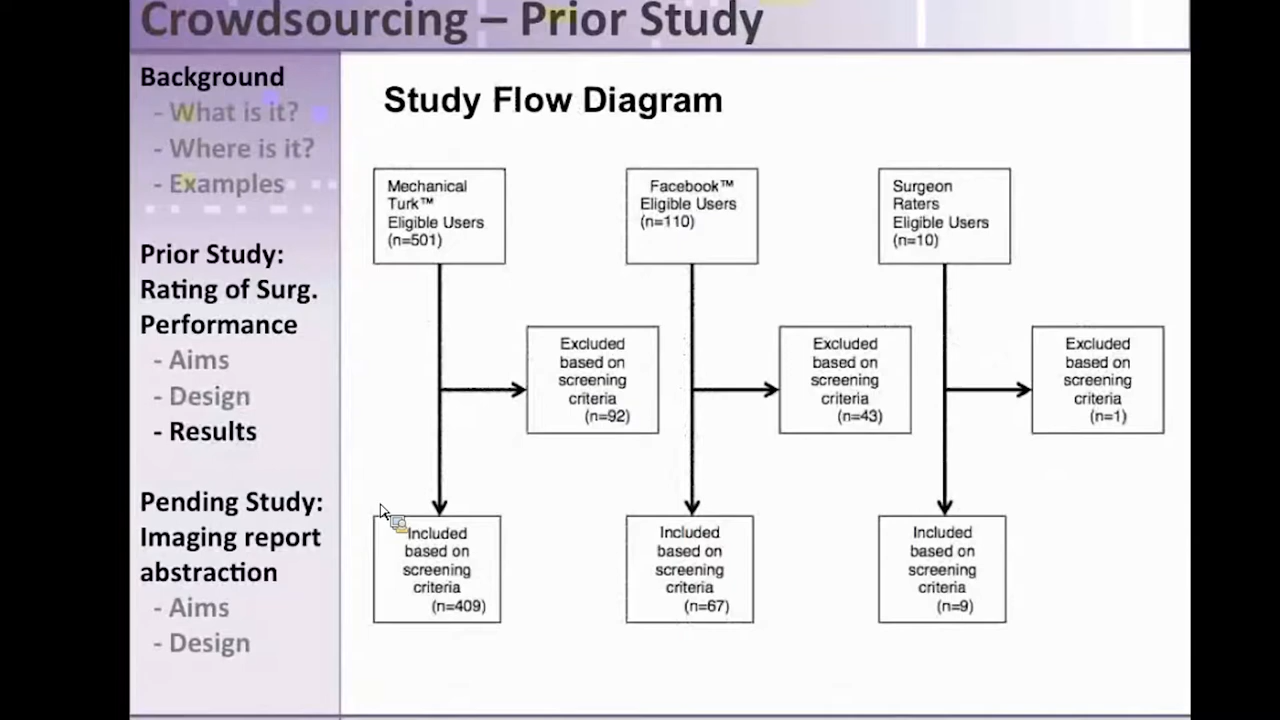 Crowdsourcing – Prior Study
Background
- What is it?
- Where is it?
- Examples
Prior Study:
Rating of Surg.
Performance
- Aims
- Design
- Results
Pending Study:
Imaging report
abstraction
- Aims
- Design
Study Flow Diagram
Mechanical
Turk™
Eligible Users
(n=501)
Facebook™
Eligible Users
(n=110)
Surgeon
Raters
Eligible Users
(n=10)
Excluded
based on
screening
criteria
(n=92)
Excluded
based on
screening
criteria
(n=43)
Excluded
based on
screening
criteria
(n=1)
Included
based on
screening
criteria
(n=409)
Included
based on
screening
criteria
(n=67)
Included
based on
screening
criteria
(n=9)